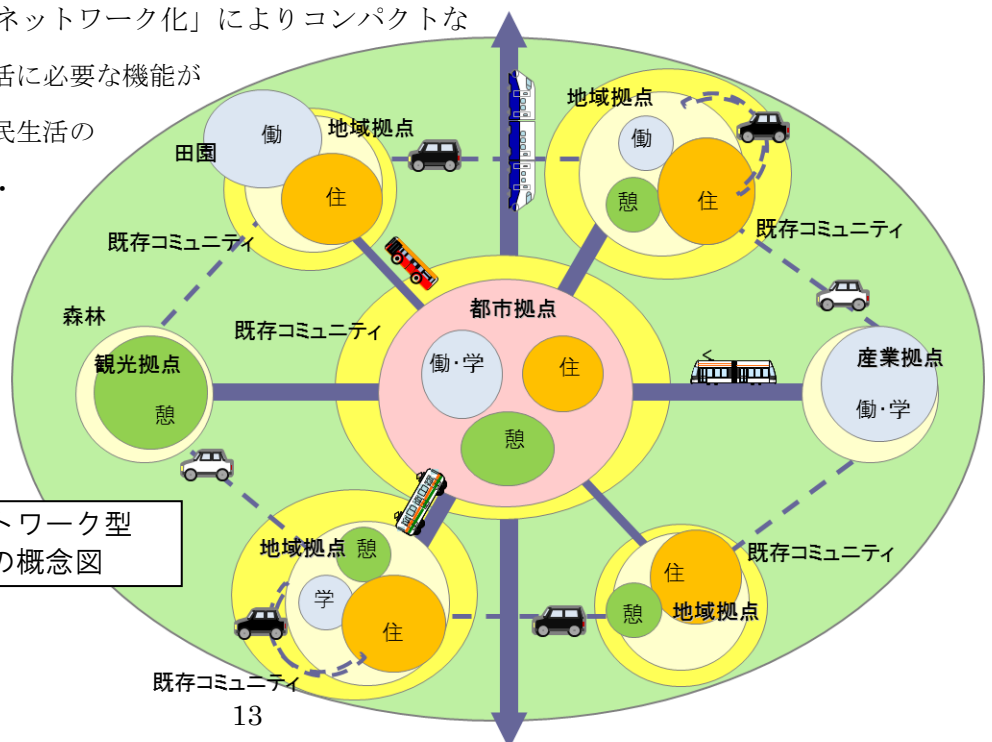 ネットワーク化」によりコンパクトな
活に必要な機能が
民生活の
・
地域拠点
働
田園
住
既存コミュニティ
地域拠点
働
憩
住
既存コミュニティ
森林
既存コミュニティ
都市拠点
働・学
住
憩
観光拠点
憩
産業拠点
働・学
トワーク型
の概念図
地域拠点
憩
学
住
既存コミュニティ
既存コミュニティ
住
憩
地域拠点
13